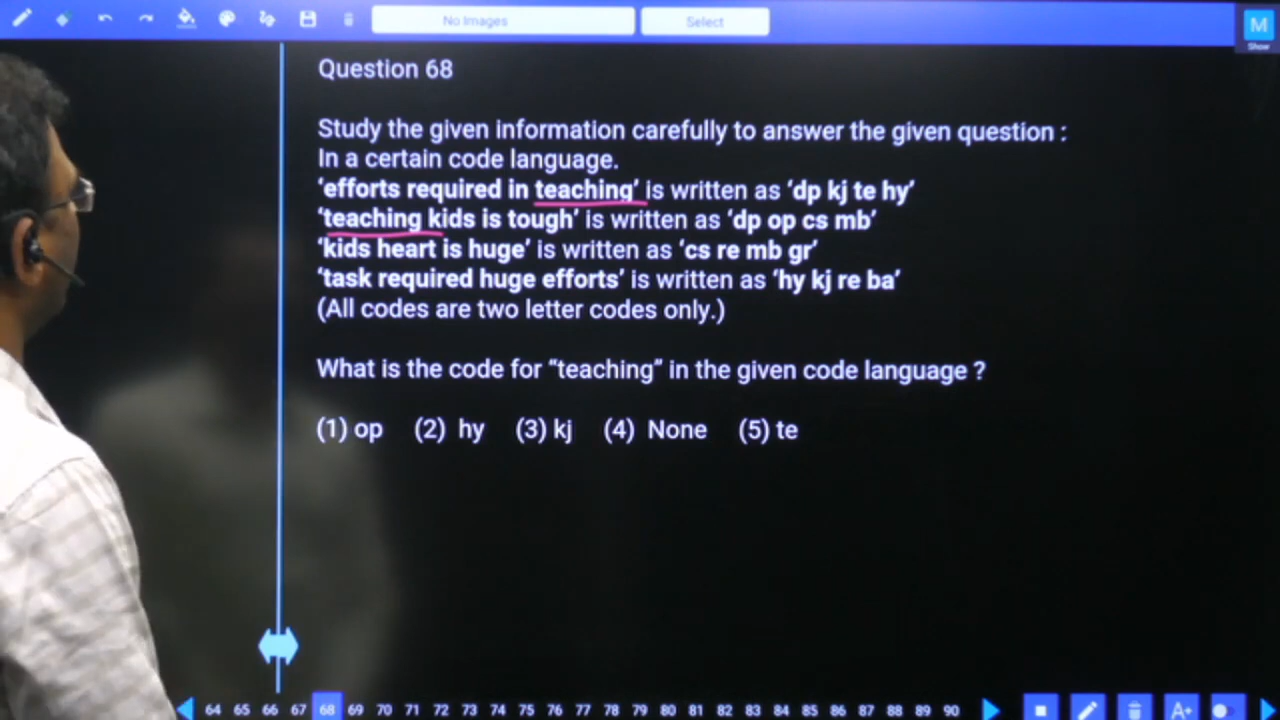 No Images
Select
M
Show
Question 68
Study the given information carefully to answer the given question :
In a certain code language.
‘efforts required in teaching’ is written as ‘dp kj te hy’
‘teaching kids is tough’ is written as ‘dp op cs mb’
‘kids heart is huge’ is written as ‘cs re mb gr’
‘task required huge efforts’ is written as ‘hy kj re ba’
(All codes are two letter codes only.)
What is the code for “teaching” in the given code language ?
(1) op (2) hy (3) kj (4) None (5) te
64 65 66 67 68 69 70 71 72 73 74 75 76 77 78 79 80 81 82 83 84 85 86 87 88 89 90
A+